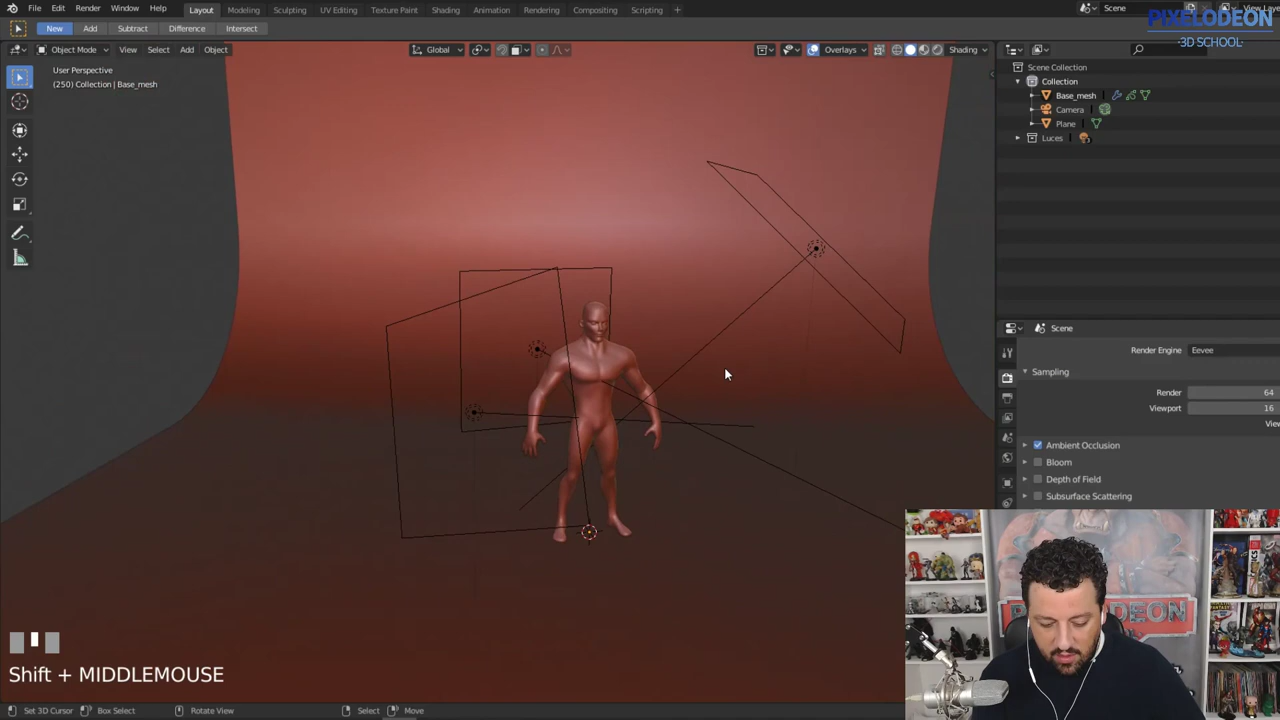 File Edit Render Window Help Layout Modeling Sculpting UV Editing Texture Paint Shading Animation Rendering Compositing Scripting + Scene
PIXELODEON
·3D SCHOOL·
New Add Subtract Difference Intersect
Object Mode View Select Add Object Global Overlays Shading
User Perspective
(250) Collection | Base_mesh
Scene Collection
Collection
Base_mesh
Camera
Plane
Luces
Scene
Render Engine Eevee
Sampling
Render 64
Viewport 16
Ambient Occlusion
Bloom
Depth of Field
Subsurface Scattering
PIXELODEON
Shift + MIDDLEMOUSE
Set 3D Cursor Box Select Rotate View Select Move